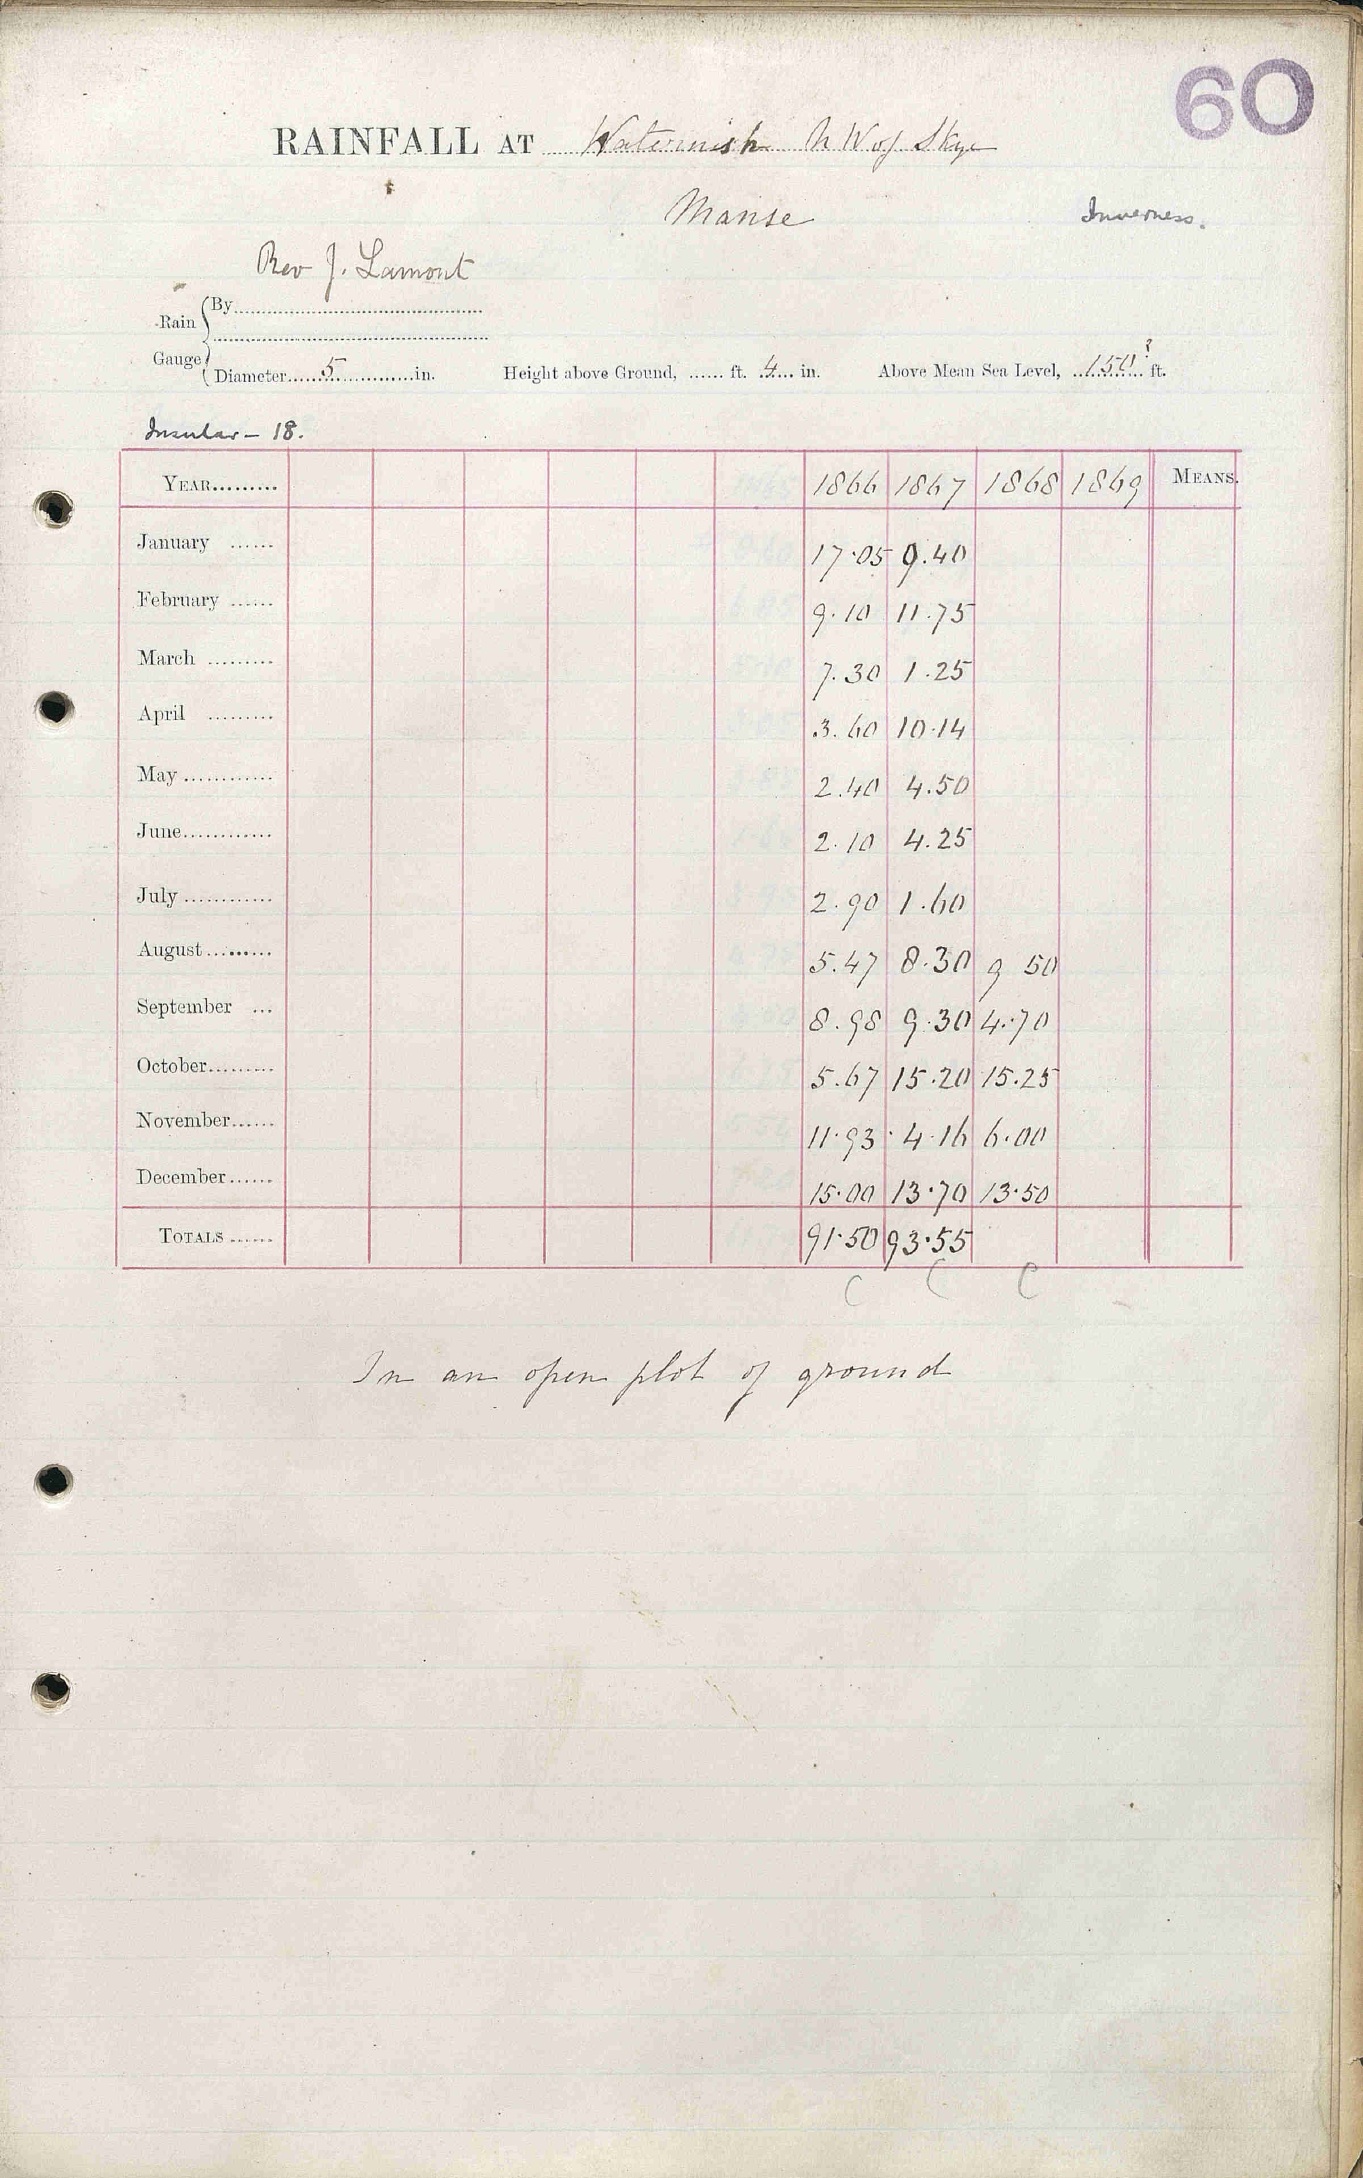 60
RAINFALL AT Waternish N W of Skye
Manse Inverness.
Rev J. Lamont
Rain Gauge { By
Diameter 5 in. Height above Ground, ft. 4 in. Above Mean Sea Level, 150? ft.
Insular - 18.
YEAR 1866 1867 1868 1869 MEANS.
January 17.05 9.40
February 9.10 11.75
March 7.30 1.25
April 3.60 10.14
May 2.40 4.50
June 2.10 4.25
July 2.90 1.60
August 5.47 8.30 9 50
September 8.98 9.30 4.70
October 5.67 15.20 15.25
November 11.93 4.16 6.00
December 15.00 13.70 13.50
TOTALS 91.50 93.55
C C C
In an open plot of ground